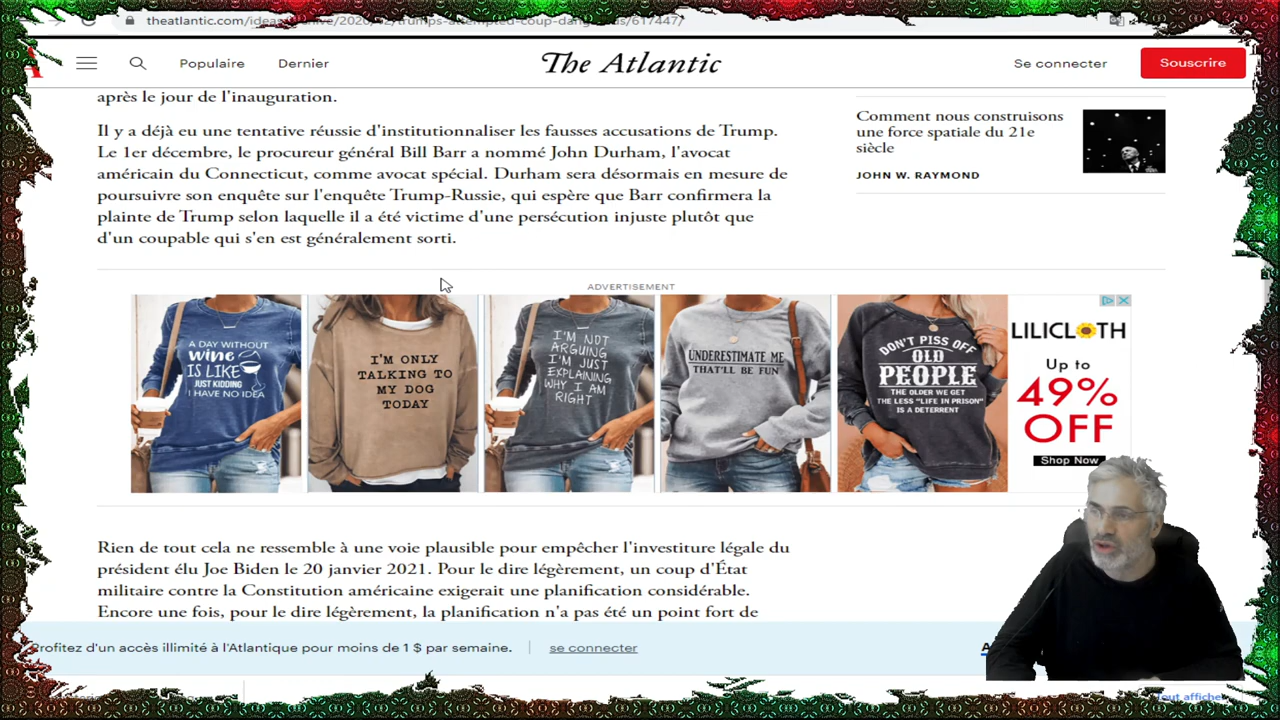 theatlantic.com/ideas/archive/2020/12/trumps-attempted-coup-dangerous/617447/
Populaire
Dernier
The Atlantic
Se connecter
Souscrire
après le jour de l'inauguration.
Il y a déjà eu une tentative réussie d'institutionnaliser les fausses accusations de Trump.
Le 1er décembre, le procureur général Bill Barr a nommé John Durham, l'avocat
américain du Connecticut, comme avocat spécial. Durham sera désormais en mesure de
poursuivre son enquête sur l'enquête Trump-Russie, qui espère que Barr confirmera la
plainte de Trump selon laquelle il a été victime d'une persécution injuste plutôt que
d'un coupable qui s'en est généralement sorti.
Comment nous construisons
une force spatiale du 21e
siècle
JOHN W. RAYMOND
ADVERTISEMENT
A DAY WITHOUT
wine
IS LIKE
JUST KIDDING
I HAVE NO IDEA
I'M ONLY
TALKING TO
MY DOG
TODAY
I'M NOT
ARGUING
I'M JUST
EXPLAINING
WHY I AM
RIGHT
UNDERESTIMATE ME
THAT'LL BE FUN
DON'T PISS OFF
OLD
PEOPLE
THE OLDER WE GET
THE LESS "LIFE IN PRISON"
IS A DETERRENT
LILICLOTH
Up to
49%
OFF
Shop Now
Rien de tout cela ne ressemble à une voie plausible pour empêcher l'investiture légale du
président élu Joe Biden le 20 janvier 2021. Pour le dire légèrement, un coup d'État
militaire contre la Constitution américaine exigerait une planification considérable.
Encore une fois, pour le dire légèrement, la planification n'a pas été un point fort de
Profitez d'un accès illimité à l'Atlantique pour moins de 1 $ par semaine.
se connecter
Tout afficher